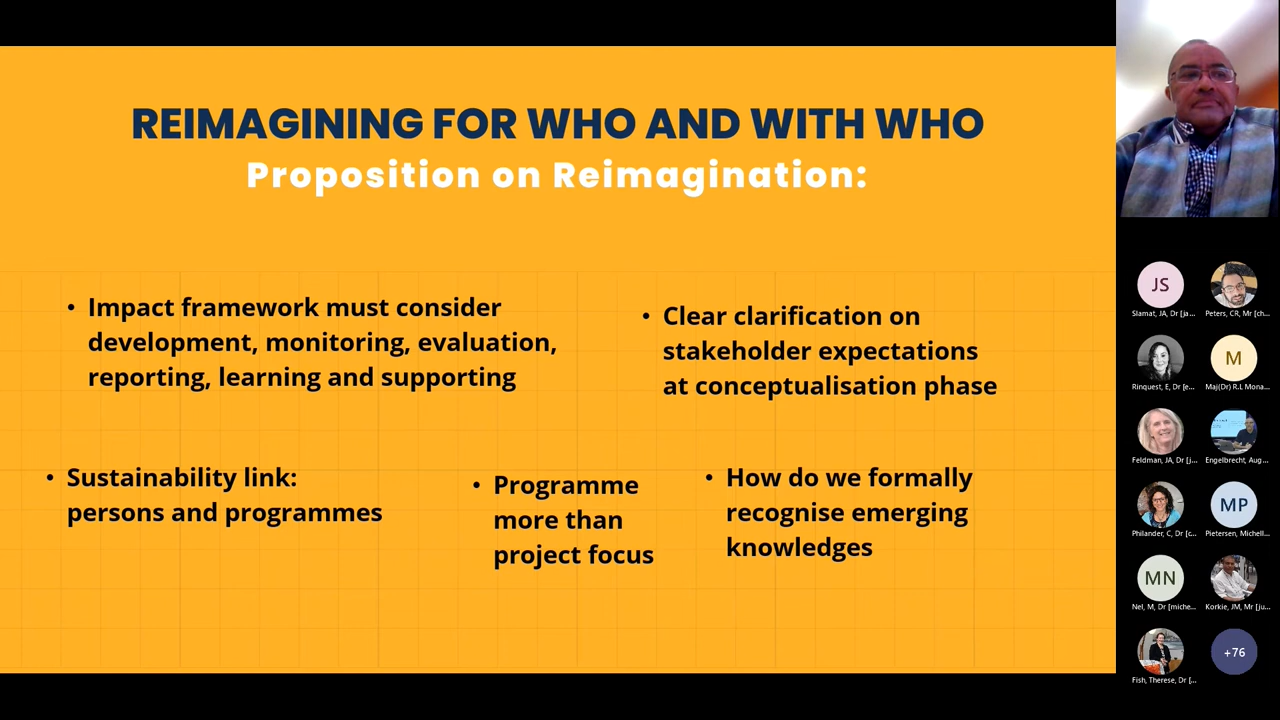 REIMAGINING FOR WHO AND WITH WHO
Proposition on Reimagination:
• Impact framework must consider
development, monitoring, evaluation,
reporting, learning and supporting
• Clear clarification on
stakeholder expectations
at conceptualisation phase
• Sustainability link:
persons and programmes
• Programme
more than
project focus
• How do we formally
recognise emerging
knowledges
JS
Slamat, JA, Dr [ja...
Peters, CR, Mr [ch...
Rinquest, E, Dr [e...
M
Maj(Dr) R.L Mona...
Feldman, JA, Dr [j...
Engelbrecht, Aug...
Philander, C, Dr [c...
MP
Pietersen, Michell...
MN
Nel, M, Dr [miche...
Korkie, JM, Mr [ju...
Fish, Therese, Dr [...
+76